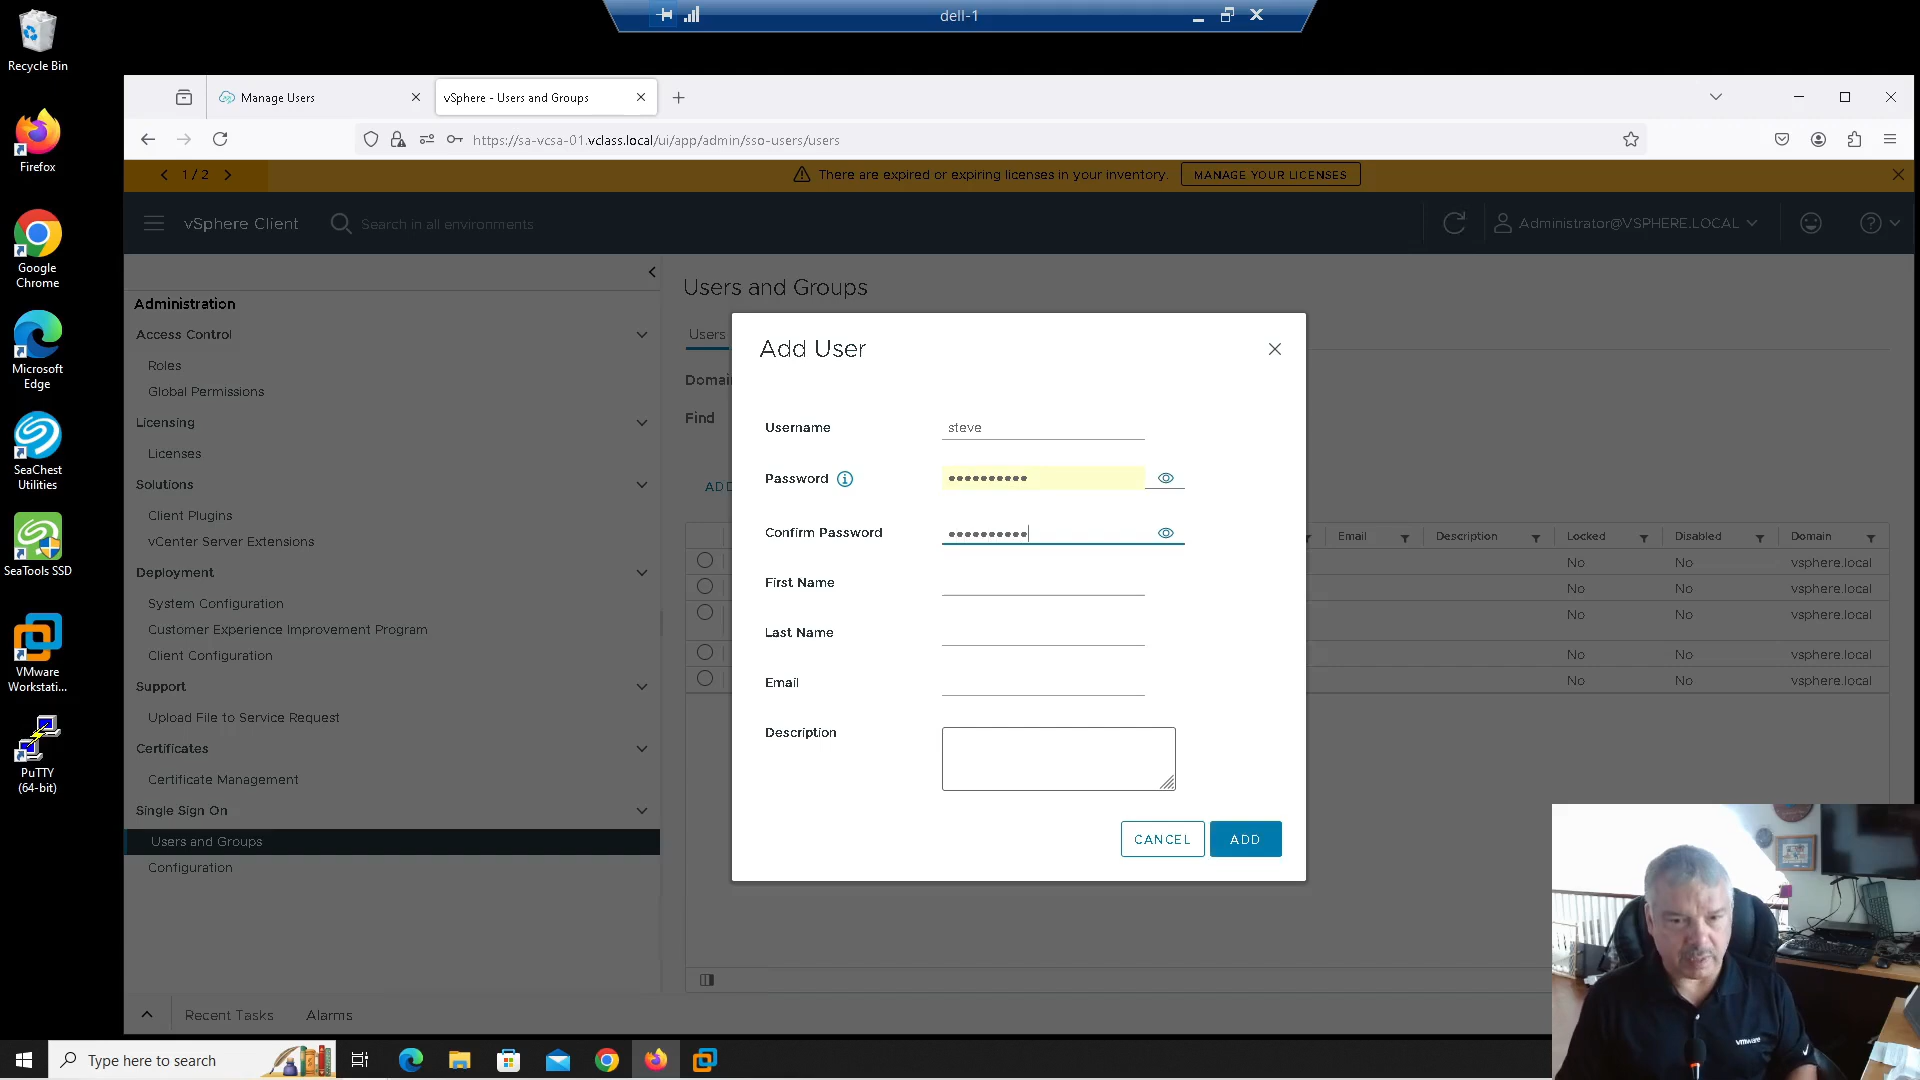 dell-1
Recycle Bin
Firefox
Google
Chrome
Microsoft
Edge
SeaChest
Utilities
SeaTools SSD
VMware
Workstati...
PuTTY
(64-bit)
Manage Users
vSphere - Users and Groups
https://sa-vcsa-01.vclass.local/ui/app/admin/sso-users/users
1 / 2
There are expired or expiring licenses in your inventory.
MANAGE YOUR LICENSES
vSphere Client
Search in all environments
Administrator@VSPHERE.LOCAL
Administration
Access Control
Roles
Global Permissions
Licensing
Licenses
Solutions
Client Plugins
vCenter Server Extensions
Deployment
System Configuration
Customer Experience Improvement Program
Client Configuration
Support
Upload File to Service Request
Certificates
Certificate Management
Single Sign On
Users and Groups
Configuration
Users and Groups
Users
Domai
Find
ADD
Email Description Locked Disabled Domain
No No vsphere.local
No No vsphere.local
No No vsphere.local
No No vsphere.local
No No vsphere.local
Add User
Username steve
Password
Confirm Password
First Name
Last Name
Email
Description
CANCEL ADD
Recent Tasks Alarms
Type here to search
vmware